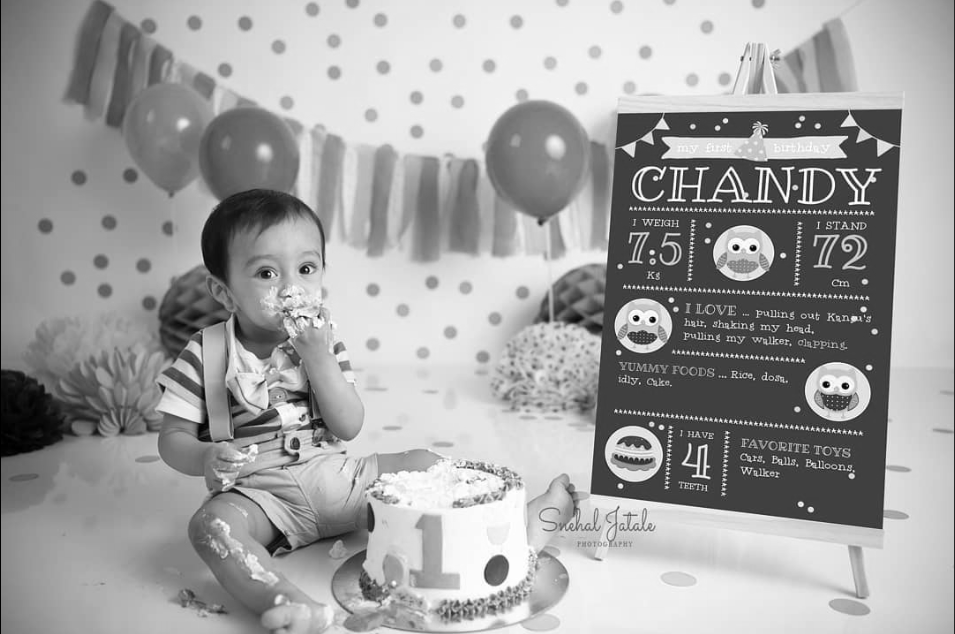 my first birthday
CHANDY
I WEIGH
7.5
Kg
I STAND
72
Cm
I LOVE ... pulling out Kangu's
hair, shaking my head,
pulling my walker, clapping.
YUMMY FOODS ... Rice, dosa,
idly, Cake.
I HAVE
4
TEETH
FAVORITE TOYS
Cars, Balls, Balloons,
Walker
1
Snehal Jatale
PHOTOGRAPHY